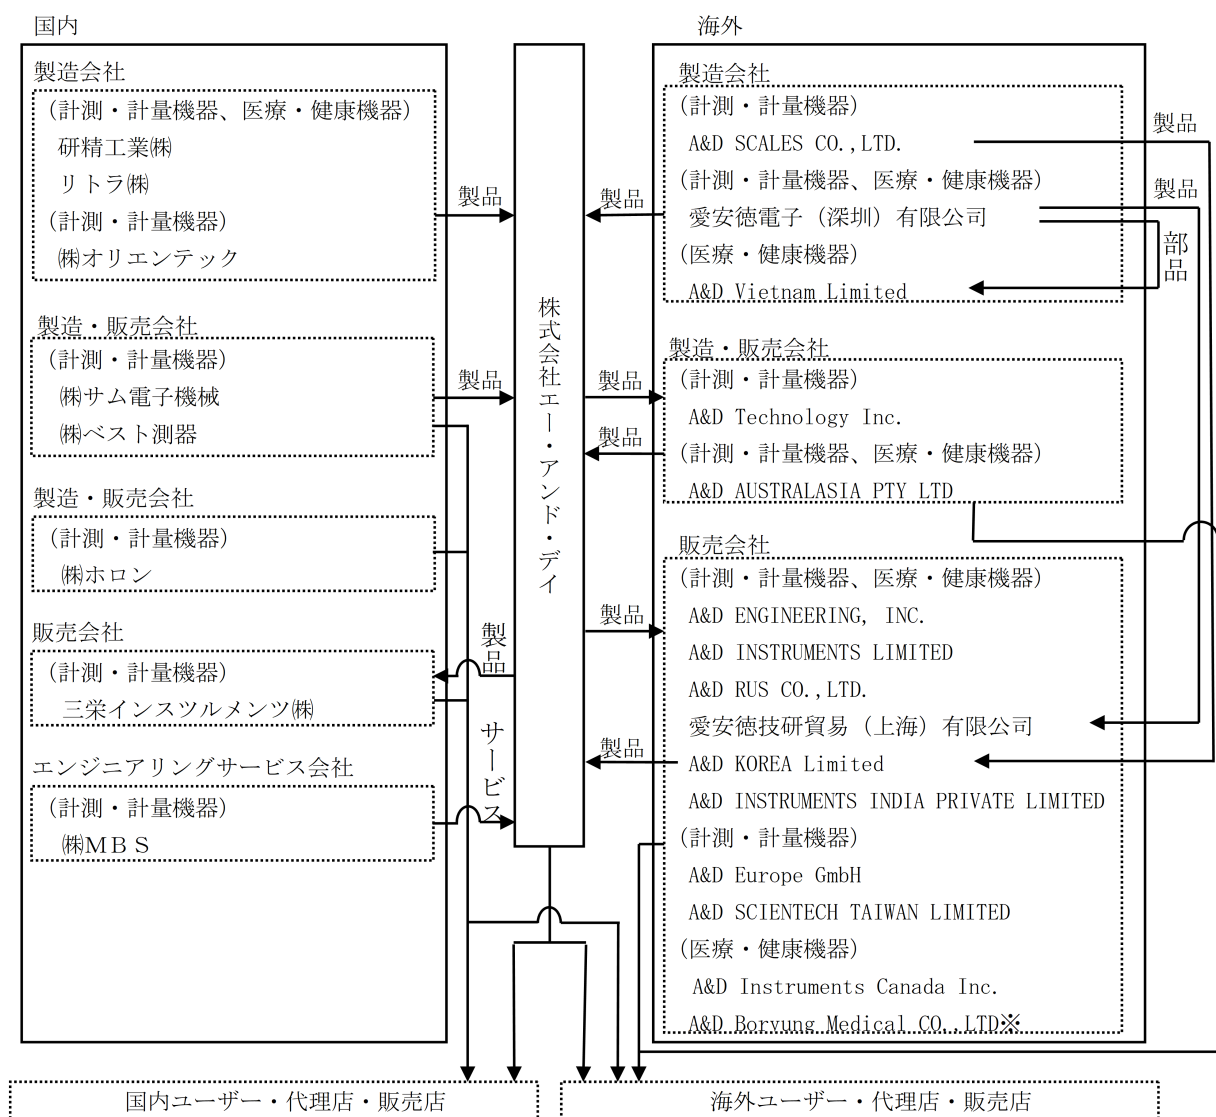 国内
製造会社
(計測・計量機器、医療・健康機器)
研精工業㈱
リトラ㈱
(計測・計量機器)
㈱オリエンテック
製品
製造・販売会社
(計測・計量機器)
㈱サム電子機械
㈱ベスト測器
製品
製造・販売会社
(計測・計量機器)
㈱ホロン
販売会社
(計測・計量機器)
三栄インスツルメンツ㈱
製品
エンジニアリングサービス会社
(計測・計量機器)
㈱ＭＢＳ
サービス
株式会社エー・アンド・デイ
海外
製造会社
(計測・計量機器)
A&D SCALES CO.,LTD.
(計測・計量機器、医療・健康機器)
愛安徳電子（深圳）有限公司
(医療・健康機器)
A&D Vietnam Limited
製品
製品
製品
部品
製造・販売会社
(計測・計量機器)
A&D Technology Inc.
(計測・計量機器、医療・健康機器)
A&D AUSTRALASIA PTY LTD
製品
製品
販売会社
(計測・計量機器、医療・健康機器)
A&D ENGINEERING, INC.
A&D INSTRUMENTS LIMITED
A&D RUS CO.,LTD.
愛安徳技研貿易（上海）有限公司
A&D KOREA Limited
A&D INSTRUMENTS INDIA PRIVATE LIMITED
(計測・計量機器)
A&D Europe GmbH
A&D SCIENTECH TAIWAN LIMITED
(医療・健康機器)
A&D Instruments Canada Inc.
A&D Boryung Medical CO.,LTD※
製品
製品
国内ユーザー・代理店・販売店
海外ユーザー・代理店・販売店